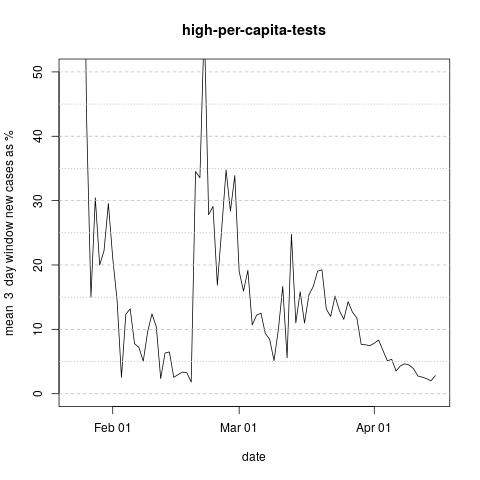 high-per-capita-tests
mean 3 day window new cases as %
50
40
30
20
10
0
Feb 01
Mar 01
Apr 01
date